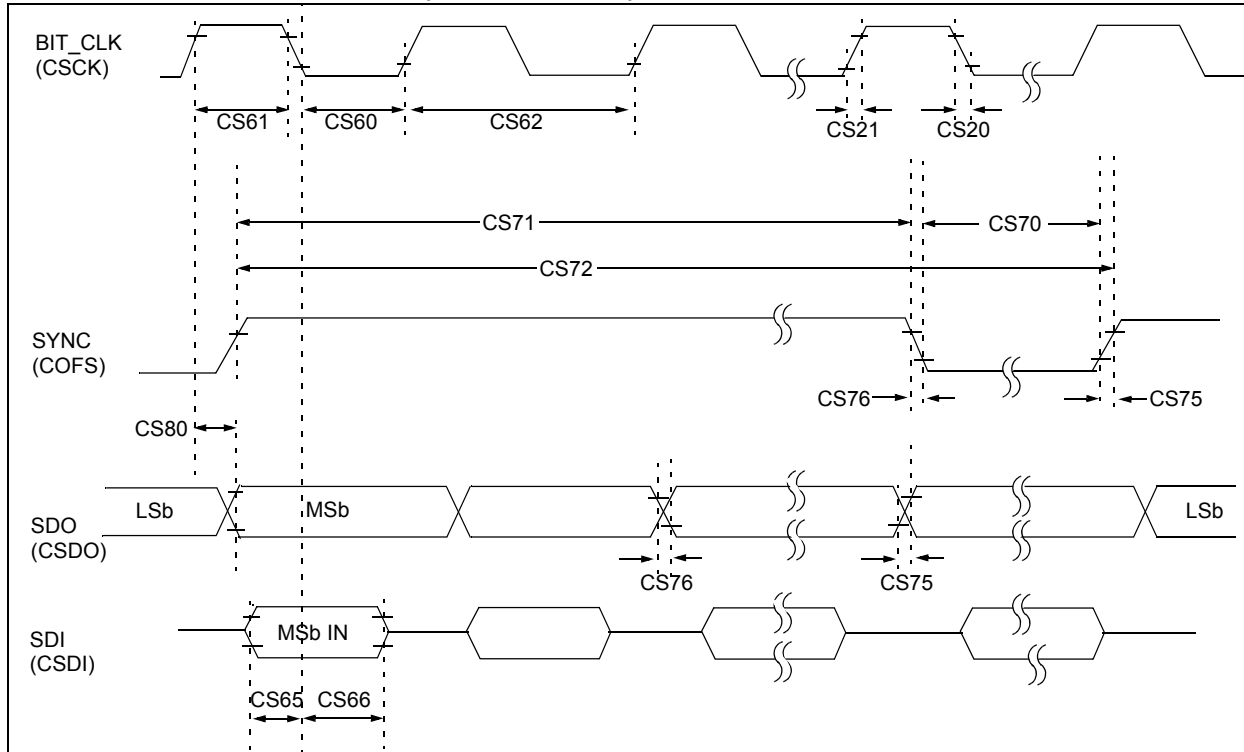 BIT_CLK
(CSCK)
CS61
CS60
CS62
CS21
CS20
CS71
CS70
CS72
SYNC
(COFS)
CS76
CS75
CS80
LSb
MSb
LSb
SDO
(CSDO)
CS76
CS75
MSb IN
SDI
(CSDI)
CS65
CS66